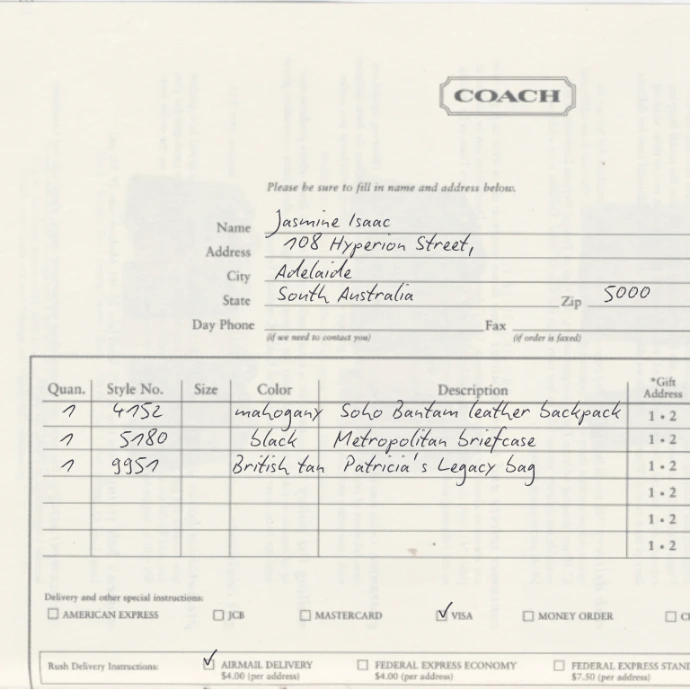 COACH
Please be sure to fill in name and address below.
Name Jasmine Isaac
Address 108 Hyperion Street,
City Adelaide
State South Australia Zip 5000
Day Phone Fax
(if we need to contact you) (if order is faxed)
Quan. Style No. Size Color Description *Gift Address
1 4152 mahogany Soho Bantam leather backpack 1 • 2
1 5180 black Metropolitan briefcase 1 • 2
1 9951 British tan Patricia's Legacy bag 1 • 2
1 • 2
1 • 2
1 • 2
Delivery and other special instructions:
AMERICAN EXPRESS JCB MASTERCARD VISA MONEY ORDER
Rush Delivery Instructions: AIRMAIL DELIVERY FEDERAL EXPRESS ECONOMY FEDERAL EXPRESS STAN
$4.00 (per address) $4.00 (per address) $7.50 (per address)